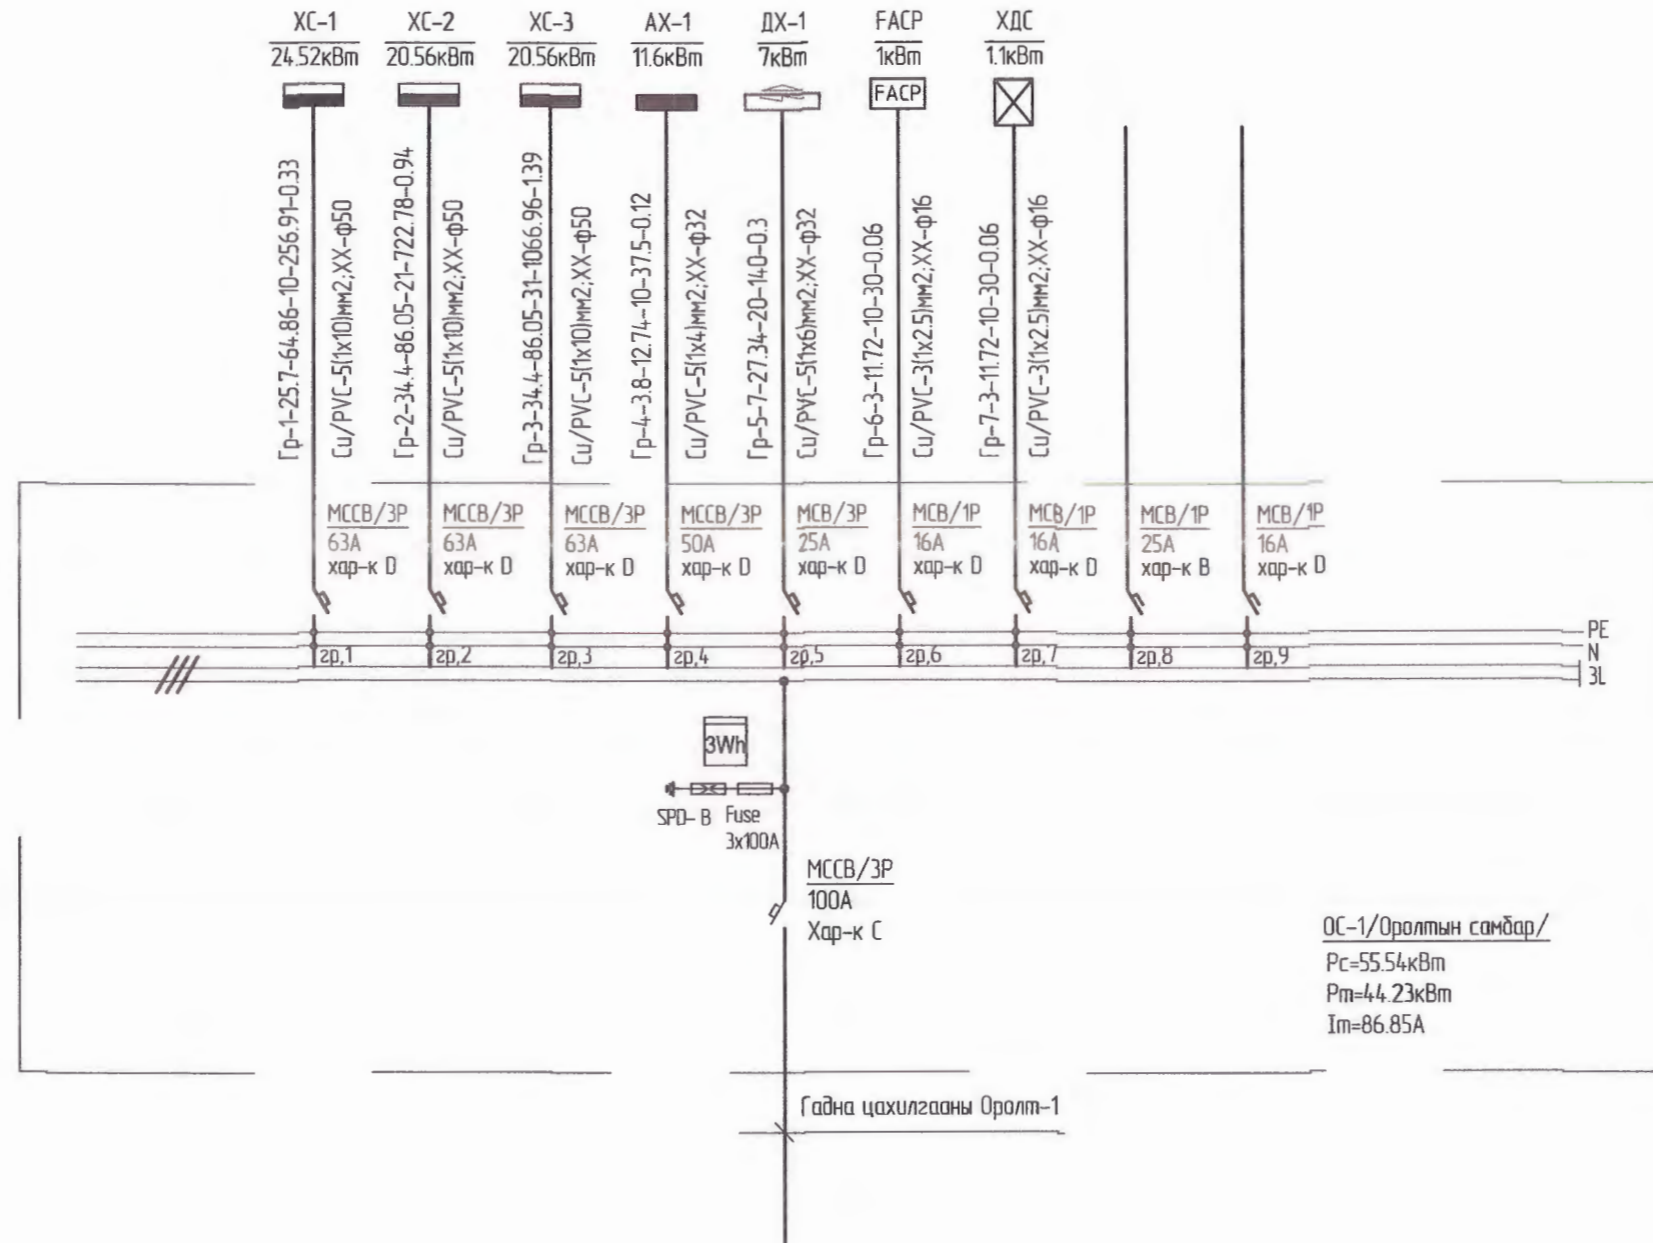 ХС-1
24.52кВт
ХС-2
20.56кВт
ХС-3
20.56кВт
АХ-1
11.6кВт
ДХ-1
7кВт
FACP
1кВт
ХДС
1.1кВт
FACP
Гр-1-25.7-64.86-10-256.91-0.33
Cu/PVC-5(1x10)мм2;ХХ-ф50
Гр-2-34.4-86.05-21-722.78-0.94
Cu/PVC-5(1x10)мм2;ХХ-ф50
Гр-3-34.4-86.05-31-1066.96-1.39
Cu/PVC-5(1x10)мм2;ХХ-ф50
Гр-4-3.8-12.74-10-37.5-0.12
Cu/PVC-5(1x4)мм2;ХХ-ф32
Гр-5-7-27.34-20-140-0.3
Cu/PVC-5(1x6)мм2;ХХ-ф32
Гр-6-3-11.72-10-30-0.06
Cu/PVC-3(1x2.5)мм2;ХХ-ф16
Гр-7-3-11.72-10-30-0.06
Cu/PVC-3(1x2.5)мм2;ХХ-ф16
MCCB/3P
63A
хар-к D
MCCB/3P
63A
хар-к D
MCCB/3P
63A
хар-к D
MCCB/3P
50A
хар-к D
MCB/3P
25A
хар-к D
MCB/1P
16A
хар-к D
MCB/1P
16A
хар-к D
MCB/1P
25A
хар-к B
MCB/1P
16A
хар-к D
гр,1
гр,2
гр,3
гр,4
гр,5
гр,6
гр,7
гр,8
гр,9
PE
N
3L
3Wh
SPD- B
Fuse
3x100A
MCCB/3P
100A
Хар-к C
ОС-1/Оролтын самбар/
Рс=55.54кВт
Рт=44.23кВт
Iт=86.85А
Гадна цахилгааны Оролт-1